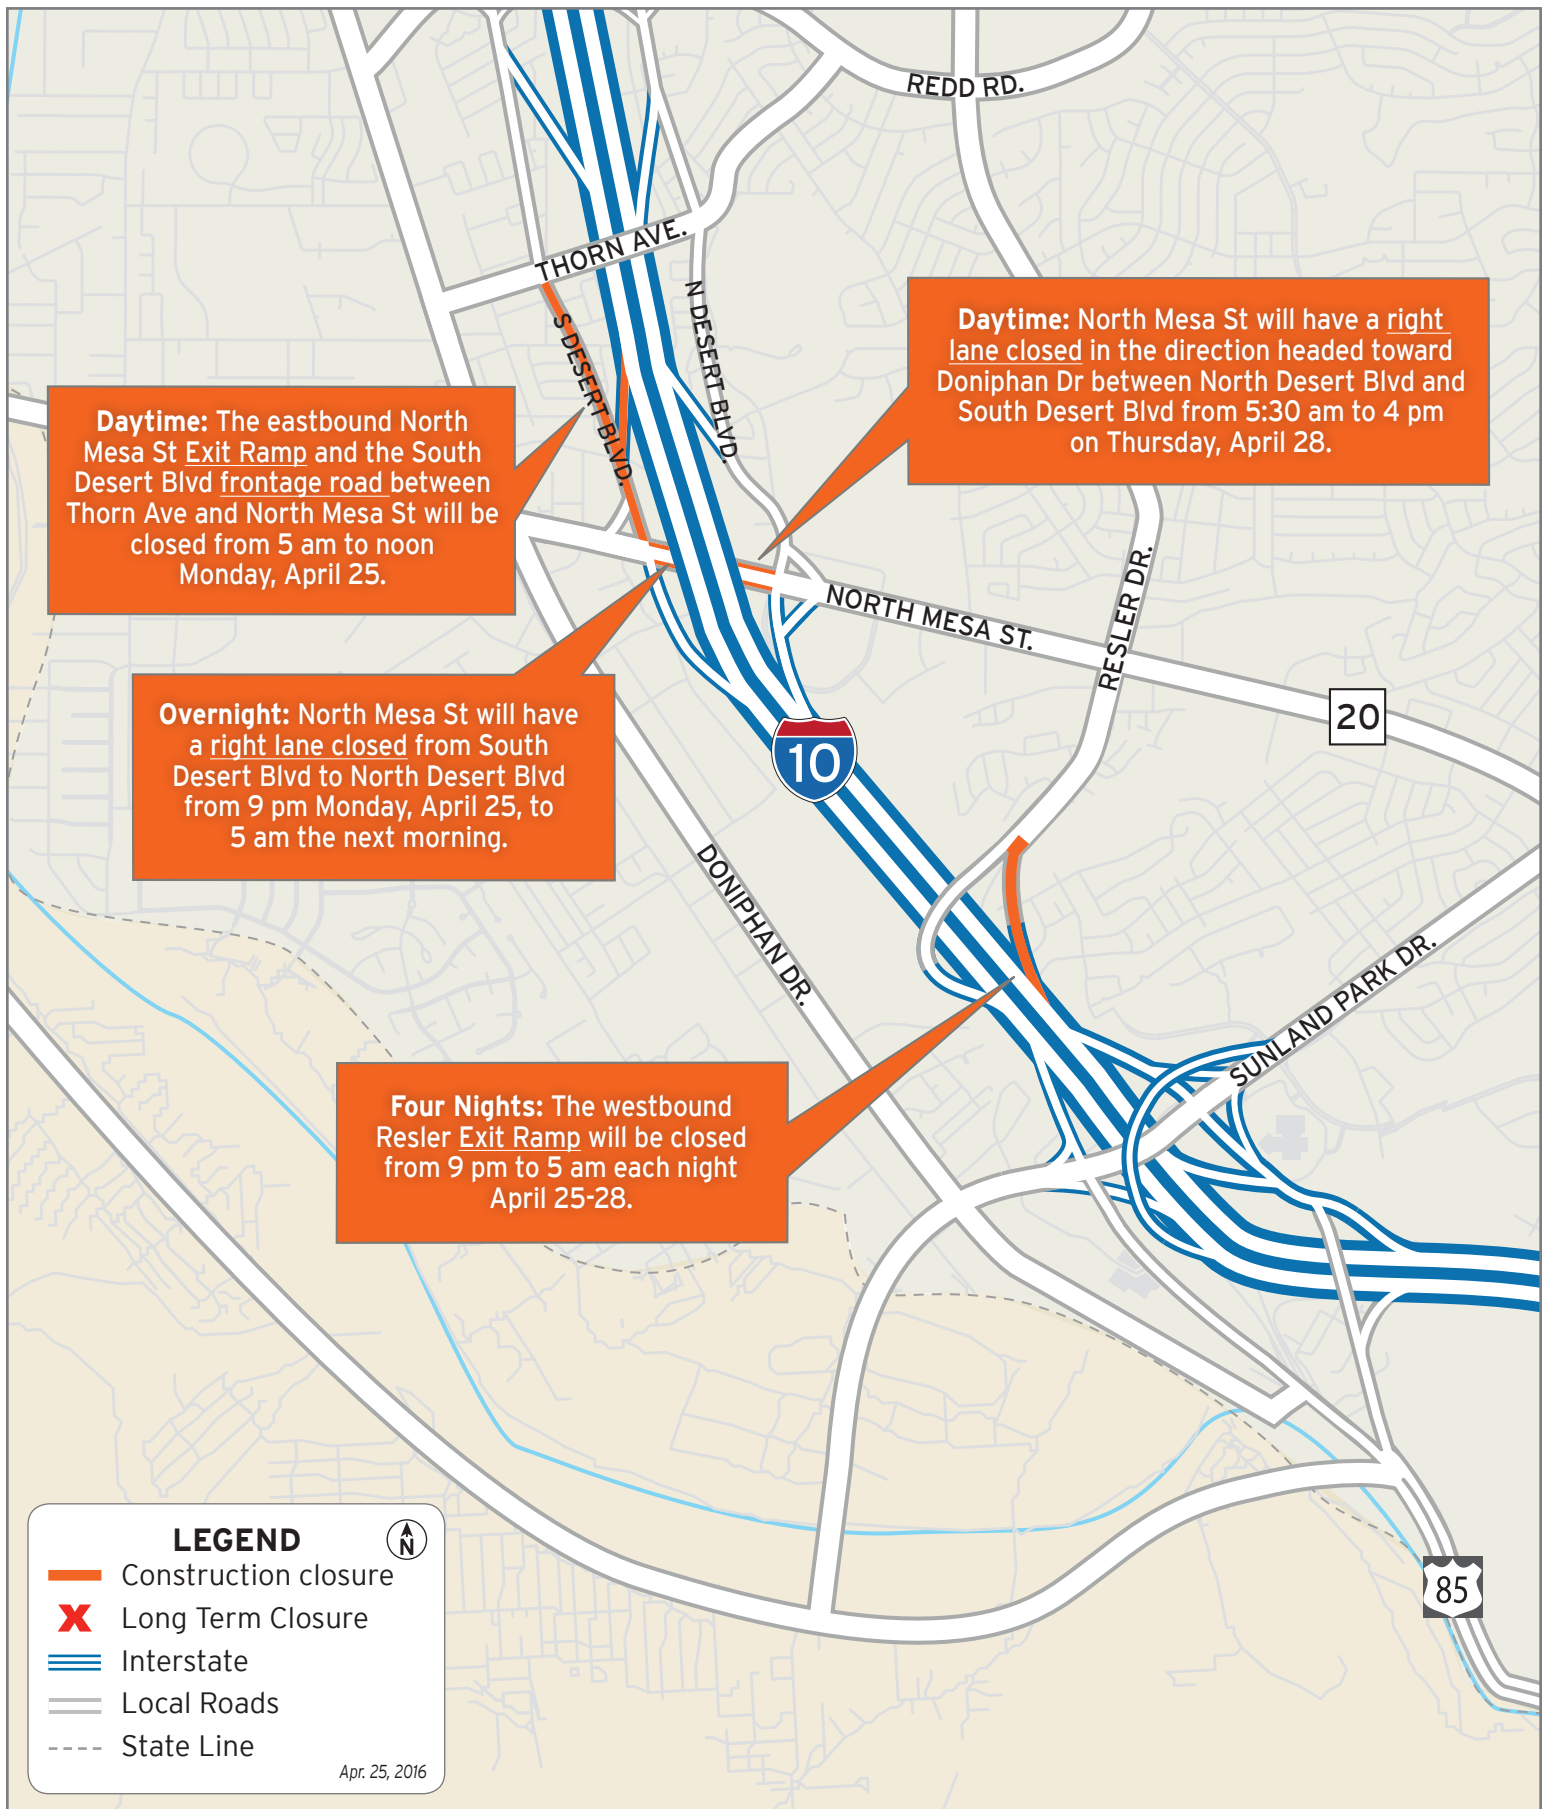 REDD RD.
THORN AVE.
N DESERT BLVD.
S DESERT BLVD.
Daytime: North Mesa St will have a right
lane closed in the direction headed toward
Doniphan Dr between North Desert Blvd and
South Desert Blvd from 5:30 am to 4 pm
on Thursday, April 28.
Daytime: The eastbound North
Mesa St Exit Ramp and the South
Desert Blvd frontage road between
Thorn Ave and North Mesa St will be
closed from 5 am to noon
Monday, April 25.
NORTH MESA ST.
RESLER DR.
20
Overnight: North Mesa St will have
a right lane closed from South
Desert Blvd to North Desert Blvd
from 9 pm Monday, April 25, to
5 am the next morning.
10
DONIPHAN DR.
SUNLAND PARK DR.
Four Nights: The westbound
Resler Exit Ramp will be closed
from 9 pm to 5 am each night
April 25-28.
85
LEGEND
N
Construction closure
X
Long Term Closure
Interstate
Local Roads
State Line
Apr. 25, 2016